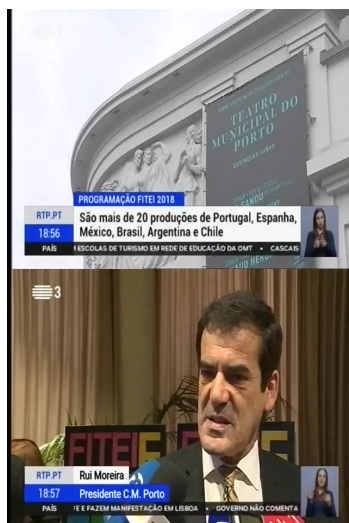 TEATRO
MUNICIPAL DO
PORTO
PROGRAMAÇÃO FITEI 2018
RTP.PT
São mais de 20 produções de Portugal, Espanha,
México, Brasil, Argentina e Chile
18:56
PAÍS
ESCOLAS DE TURISMO EM REDE DE EDUCAÇÃO DA OMT • CASCAIS
3
FITEI
RTP.PT
Rui Moreira
18:57
Presidente C.M. Porto
PAÍS
E E FAZEM MANIFESTAÇÃO EM LISBOA • GOVERNO NÃO COMENTA